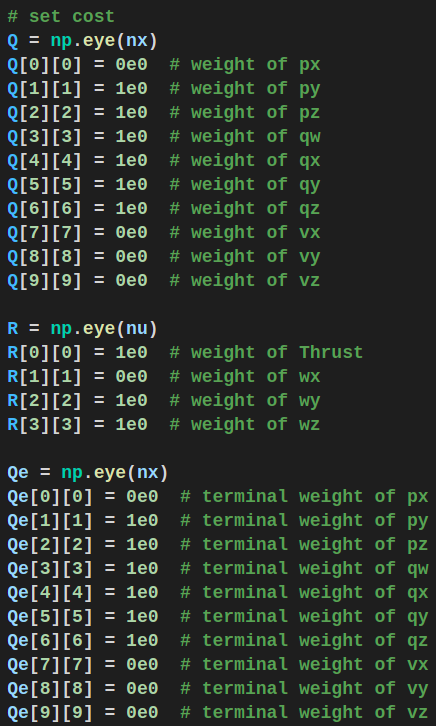 # set cost
Q = np.eye(nx)
Q[0][0] = 0e0  # weight of px
Q[1][1] = 1e0  # weight of py
Q[2][2] = 1e0  # weight of pz
Q[3][3] = 1e0  # weight of qw
Q[4][4] = 1e0  # weight of qx
Q[5][5] = 1e0  # weight of qy
Q[6][6] = 1e0  # weight of qz
Q[7][7] = 0e0  # weight of vx
Q[8][8] = 0e0  # weight of vy
Q[9][9] = 0e0  # weight of vz

R = np.eye(nu)
R[0][0] = 1e0  # weight of Thrust
R[1][1] = 0e0  # weight of wx
R[2][2] = 1e0  # weight of wy
R[3][3] = 1e0  # weight of wz

Qe = np.eye(nx)
Qe[0][0] = 0e0  # terminal weight of px
Qe[1][1] = 1e0  # terminal weight of py
Qe[2][2] = 1e0  # terminal weight of pz
Qe[3][3] = 1e0  # terminal weight of qw
Qe[4][4] = 1e0  # terminal weight of qx
Qe[5][5] = 1e0  # terminal weight of qy
Qe[6][6] = 1e0  # terminal weight of qz
Qe[7][7] = 0e0  # terminal weight of vx
Qe[8][8] = 0e0  # terminal weight of vy
Qe[9][9] = 0e0  # terminal weight of vz